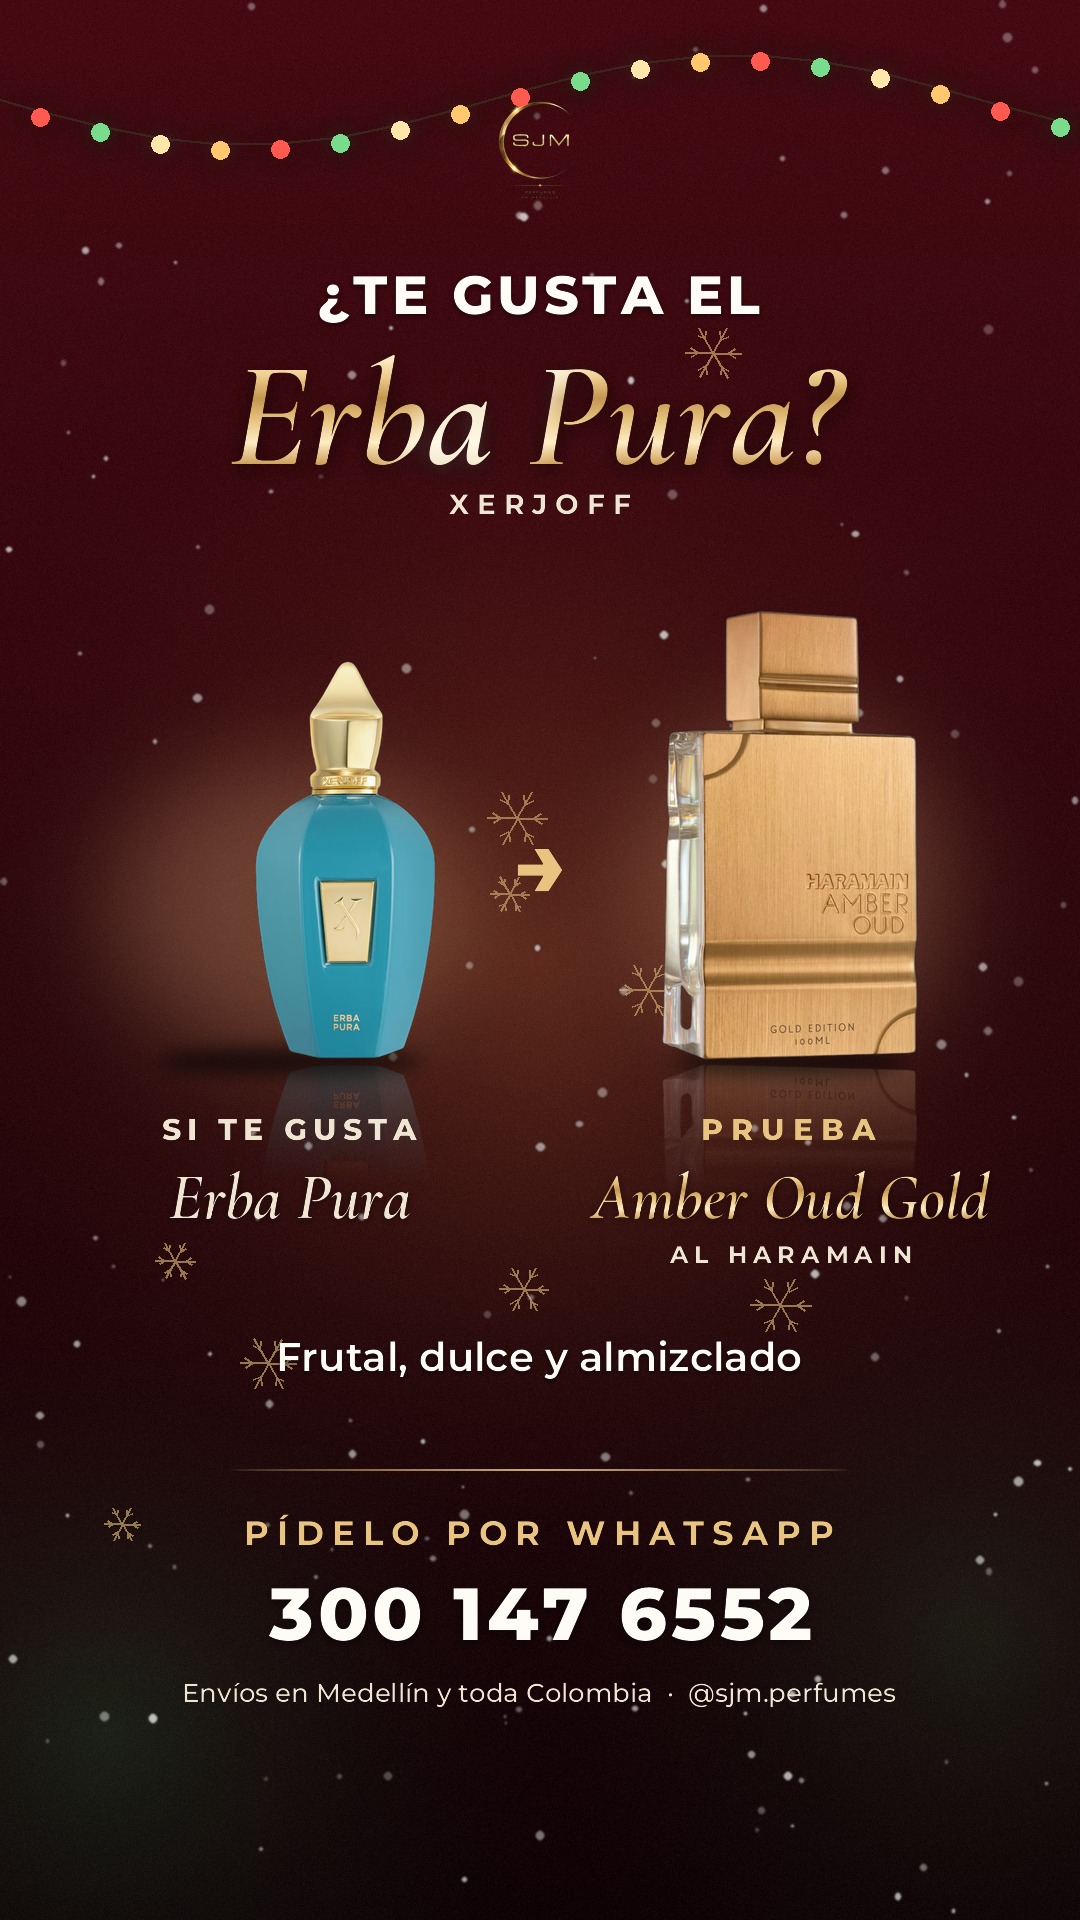 SJM
¿TE GUSTA EL
Erba Pura?
XERJOFF
XERJOFF
X
ERBA
PURA
HARAMAIN
AMBER
OUD
GOLD EDITION
100ML
SI TE GUSTA
Erba Pura
PRUEBA
Amber Oud Gold
AL HARAMAIN
Frutal, dulce y almizclado
PÍDELO POR WHATSAPP
300 147 6552
Envíos en Medellín y toda Colombia · @sjm.perfumes